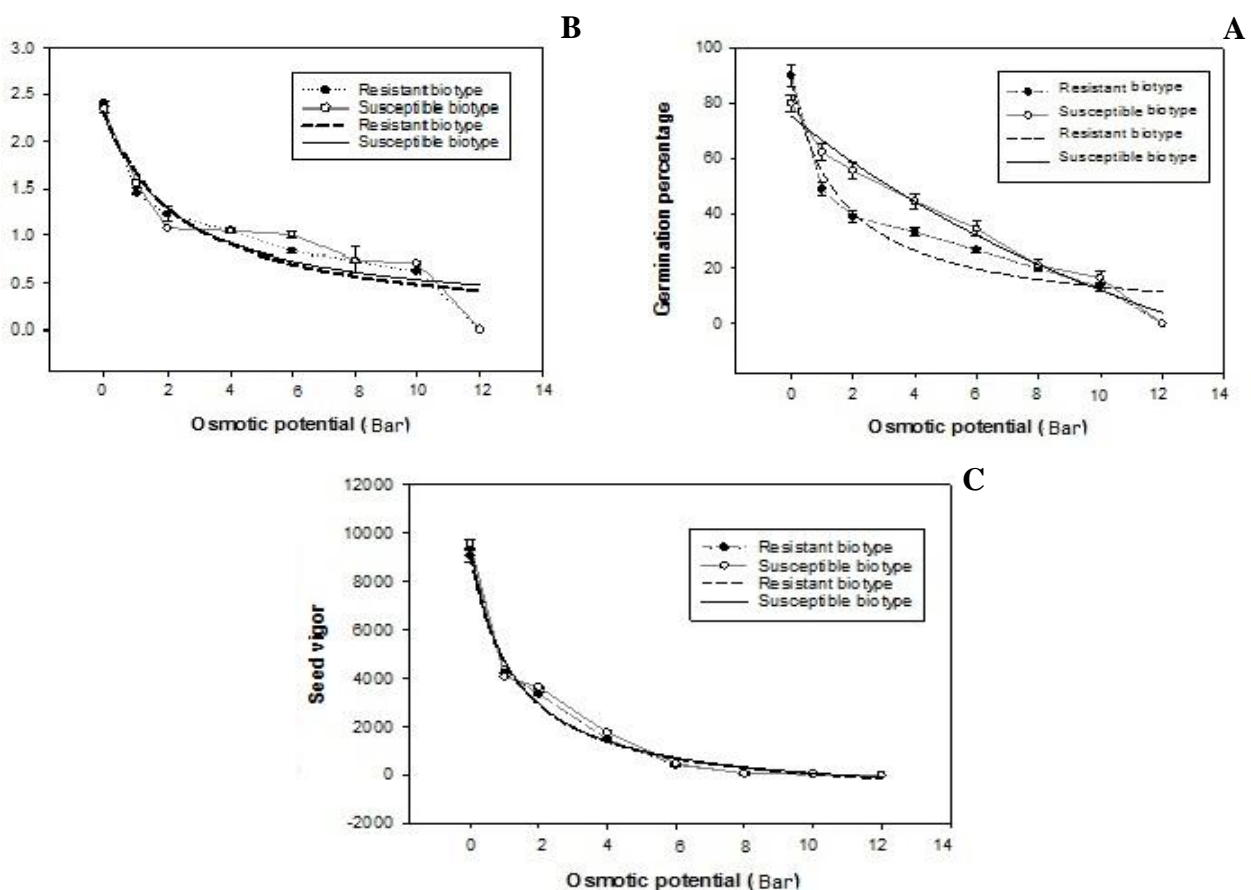 B
3.0
2.5
2.0
1.5
1.0
0.5
0.0
Resistant biotype
Susceptible biotype
Resistant biotype
Susceptible biotype
0 2 4 6 8 10 12 14
Osmotic potential (Bar)
A
100
80
60
40
20
0
Germination percentage
Resistant biotype
Susceptible biotype
Resistant biotype
Susceptible biotype
0 2 4 6 8 10 12 14
Osmotic potential (Bar)
C
12000
10000
8000
6000
4000
2000
0
-2000
Seed vigor
Resistant biotype
Susceptible biotype
Resistant biotype
Susceptible biotype
0 2 4 6 8 10 12 14
Osmotic potential (Bar)